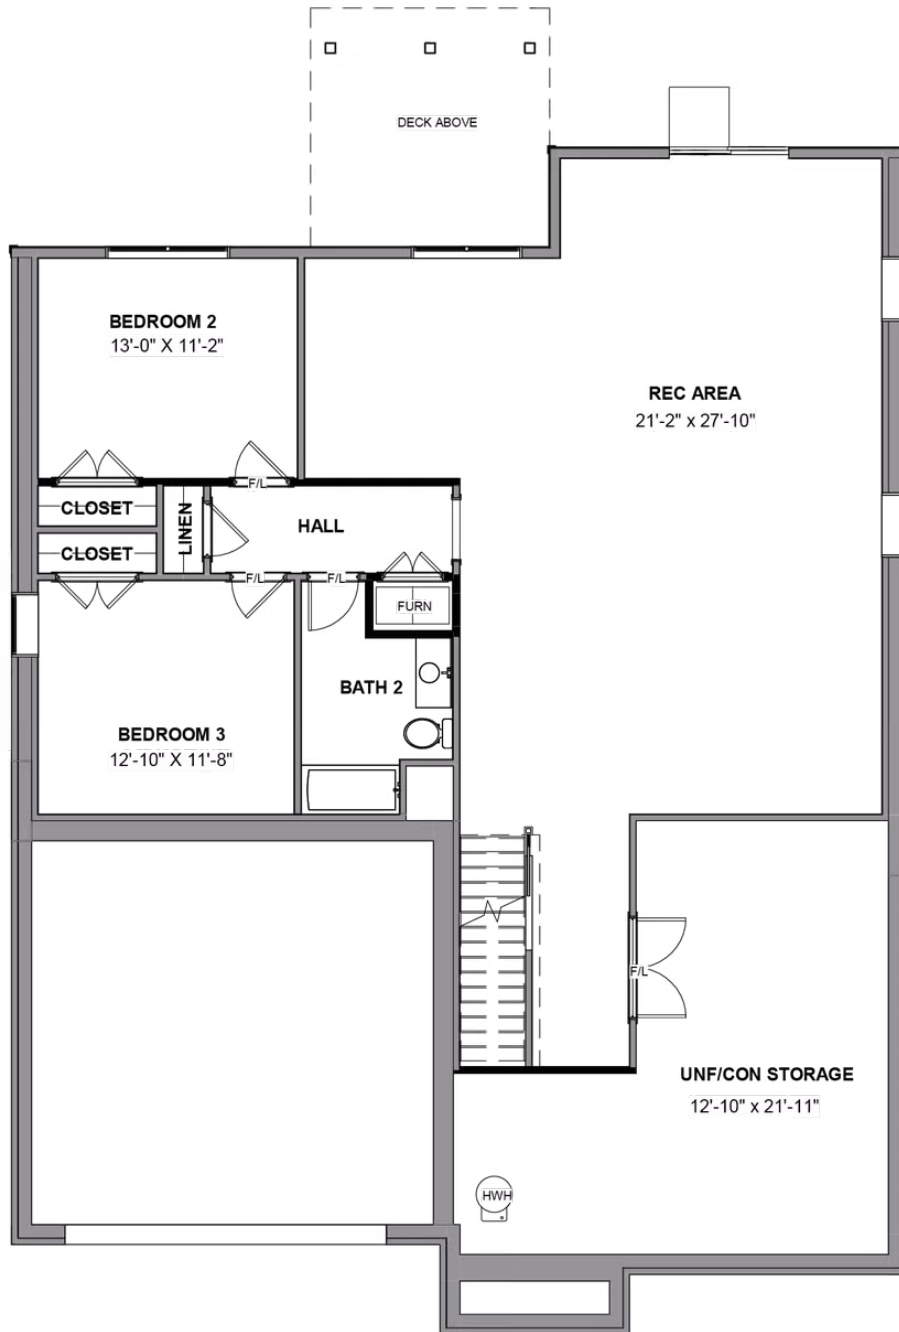 DECK ABOVE
BEDROOM 2
13'-0" X 11'-2"
REC AREA
21'-2" x 27'-10"
F/L
CLOSET
LINEN
HALL
CLOSET
F/L
F/L
FURN
BATH 2
BEDROOM 3
12'-10" X 11'-8"
F/L
UNF/CON STORAGE
12'-10" x 21'-11"
HWH